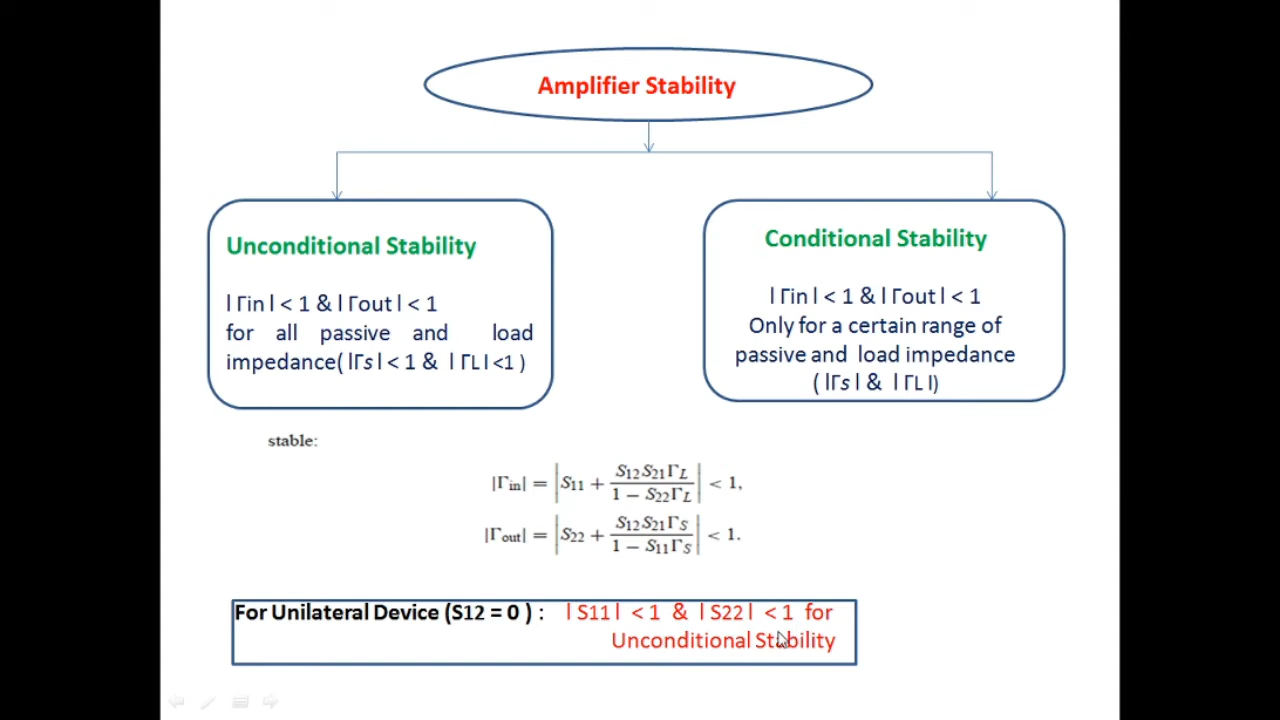 Amplifier Stability
Unconditional Stability
l Γin l < 1 & l Γout l < 1
for all passive and load
impedance( lΓs l < 1 & l ΓL l <1 )
Conditional Stability
l Γin l < 1 & l Γout l < 1
Only for a certain range of
passive and load impedance
( lΓs l & l ΓL l)
stable:
|Γin| = |S11 + S12S21ΓL / 1 − S22ΓL| < 1,
|Γout| = |S22 + S12S21ΓS / 1 − S11ΓS| < 1.
For Unilateral Device (S12 = 0 ) : l S11 l < 1 & l S22 l < 1 for
Unconditional Stability